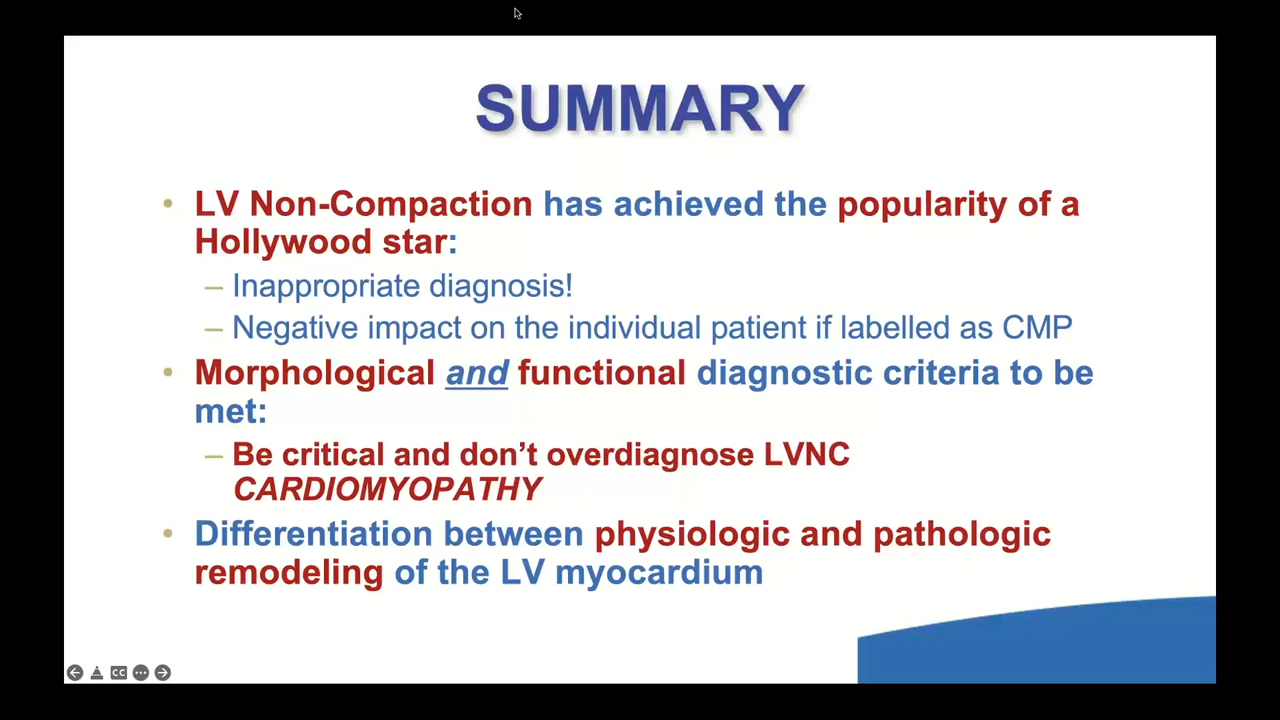 SUMMARY
• LV Non-Compaction has achieved the popularity of a
Hollywood star:
– Inappropriate diagnosis!
– Negative impact on the individual patient if labelled as CMP
• Morphological and functional diagnostic criteria to be
met:
– Be critical and don’t overdiagnose LVNC
CARDIOMYOPATHY
• Differentiation between physiologic and pathologic
remodeling of the LV myocardium
CC